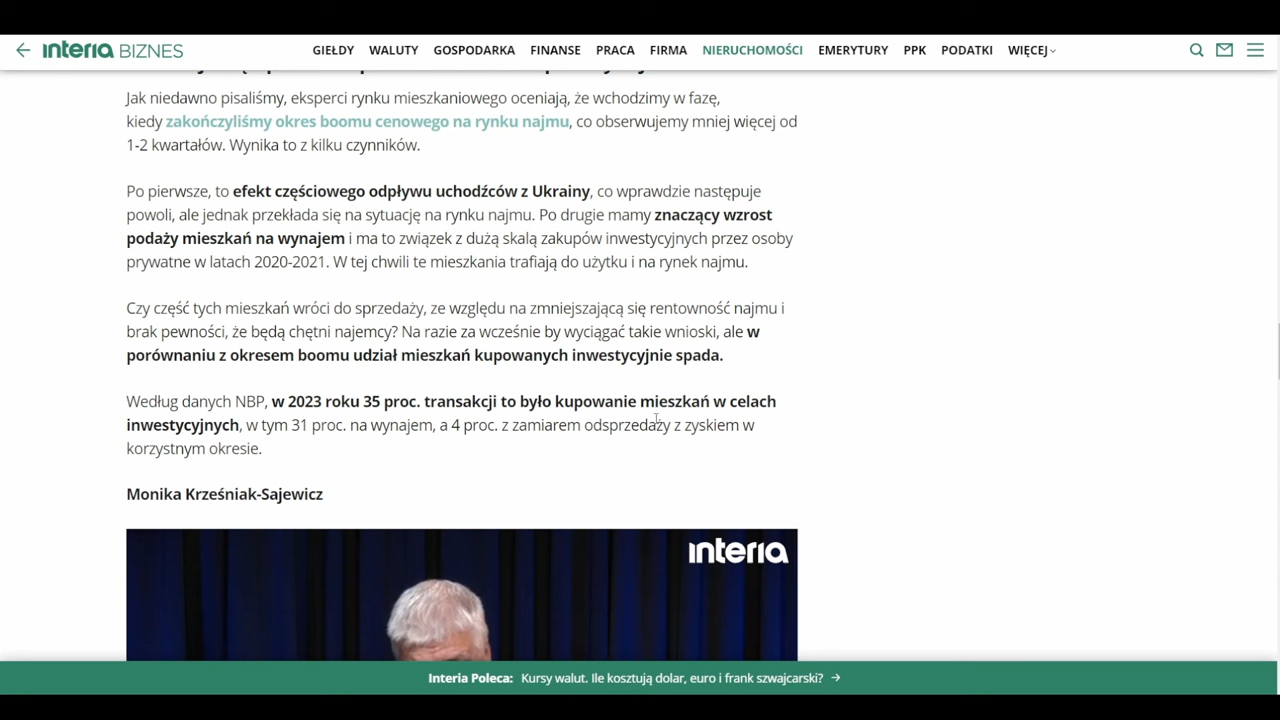 interia BIZNES
GIEŁDY WALUTY GOSPODARKA FINANSE PRACA FIRMA NIERUCHOMOŚCI EMERYTURY PPK PODATKI WIĘCEJ
Jak niedawno pisaliśmy, eksperci rynku mieszkaniowego oceniają, że wchodzimy w fazę,
kiedy zakończyliśmy okres boomu cenowego na rynku najmu, co obserwujemy mniej więcej od
1-2 kwartałów. Wynika to z kilku czynników.
Po pierwsze, to efekt częściowego odpływu uchodźców z Ukrainy, co wprawdzie następuje
powoli, ale jednak przekłada się na sytuację na rynku najmu. Po drugie mamy znaczący wzrost
podaży mieszkań na wynajem i ma to związek z dużą skalą zakupów inwestycyjnych przez osoby
prywatne w latach 2020-2021. W tej chwili te mieszkania trafiają do użytku i na rynek najmu.
Czy część tych mieszkań wróci do sprzedaży, ze względu na zmniejszającą się rentowność najmu i
brak pewności, że będą chętni najemcy? Na razie za wcześnie by wyciągać takie wnioski, ale w
porównaniu z okresem boomu udział mieszkań kupowanych inwestycyjnie spada.
Według danych NBP, w 2023 roku 35 proc. transakcji to było kupowanie mieszkań w celach
inwestycyjnych, w tym 31 proc. na wynajem, a 4 proc. z zamiarem odsprzedaży z zyskiem w
korzystnym okresie.
Monika Krześniak-Sajewicz
interia
Interia Poleca: Kursy walut. Ile kosztują dolar, euro i frank szwajcarski?